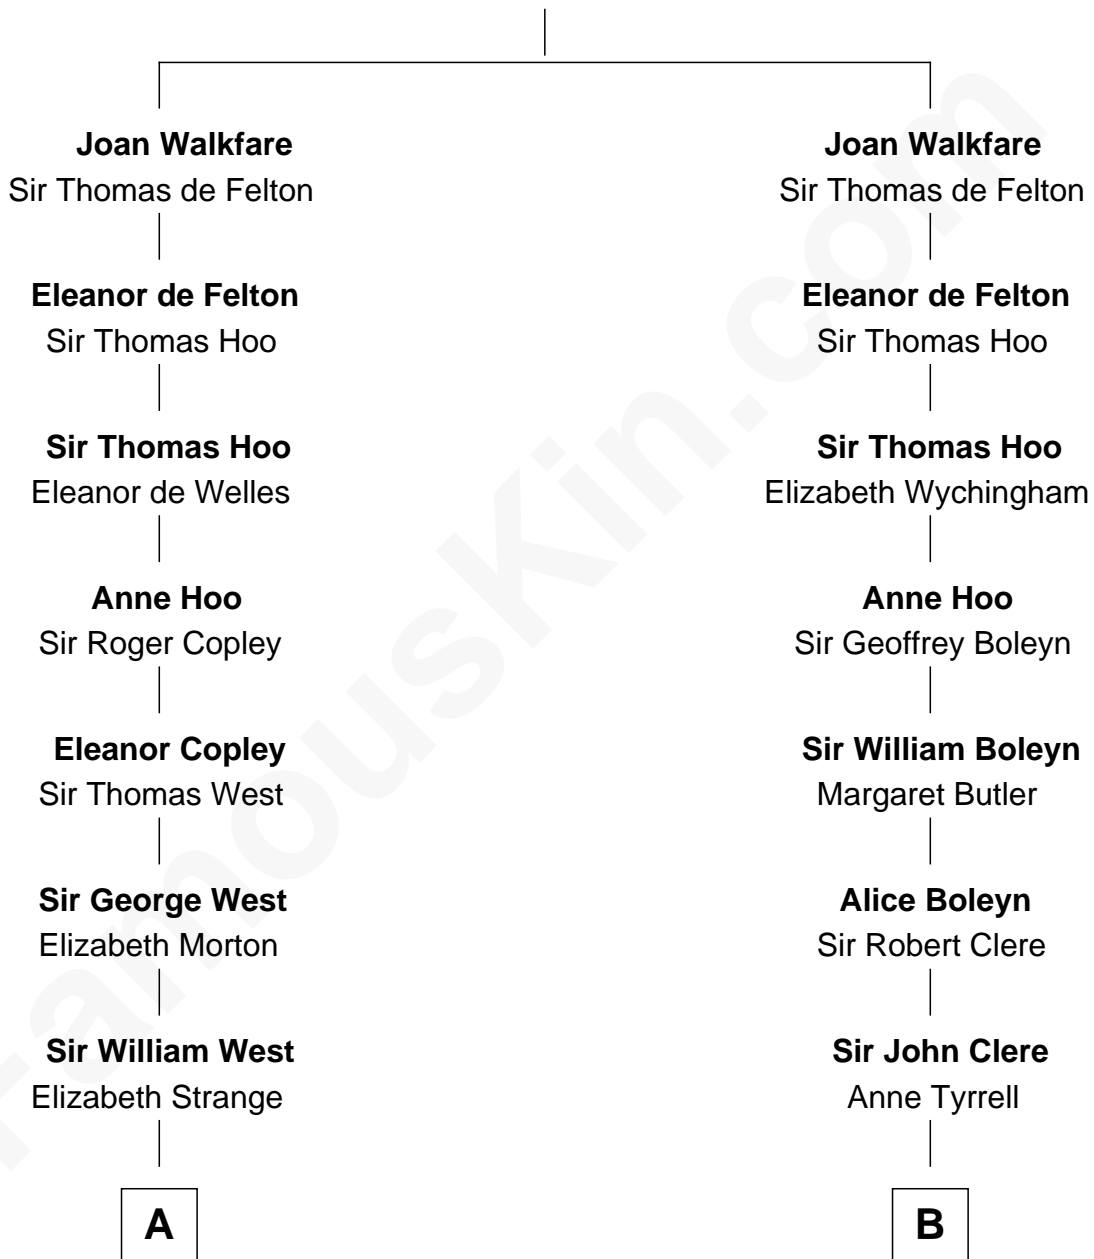 Joan Walkfare
Sir Thomas de Felton
Eleanor de Felton
Sir Thomas Hoo
Sir Thomas Hoo
Eleanor de Welles
Anne Hoo
Sir Roger Copley
Eleanor Copley
Sir Thomas West
Sir George West
Elizabeth Morton
Sir William West
Elizabeth Strange
A
Joan Walkfare
Sir Thomas de Felton
Eleanor de Felton
Sir Thomas Hoo
Sir Thomas Hoo
Elizabeth Wychingham
Anne Hoo
Sir Geoffrey Boleyn
Sir William Boleyn
Margaret Butler
Alice Boleyn
Sir Robert Clere
Sir John Clere
Anne Tyrrell
B
FamousKin.com